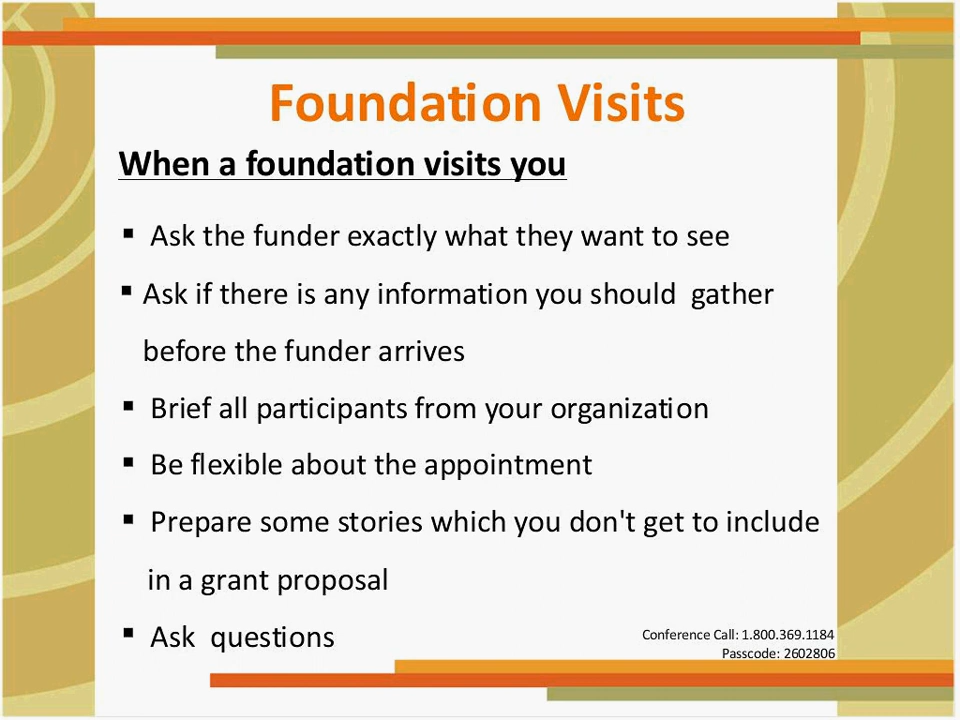 Foundation Visits
When a foundation visits you
▪ Ask the funder exactly what they want to see
▪ Ask if there is any information you should  gather
before the funder arrives
▪ Brief all participants from your organization
▪ Be flexible about the appointment
▪ Prepare some stories which you don't get to include
in a grant proposal
▪ Ask  questions
Conference Call: 1.800.369.1184
Passcode: 2602806